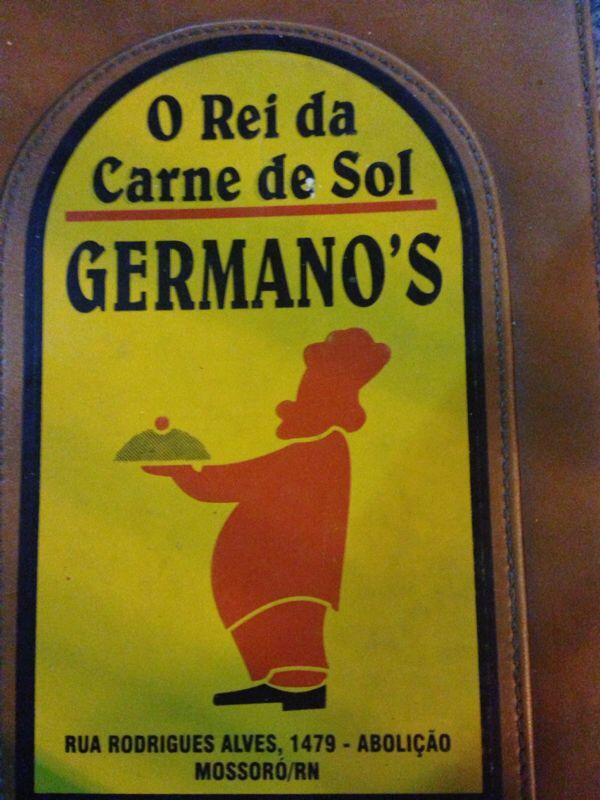 O Rei da
Carne de Sol
GERMANO'S
RUA RODRIGUES ALVES, 1479 - ABOLIÇÃO
MOSSORÓ/RN